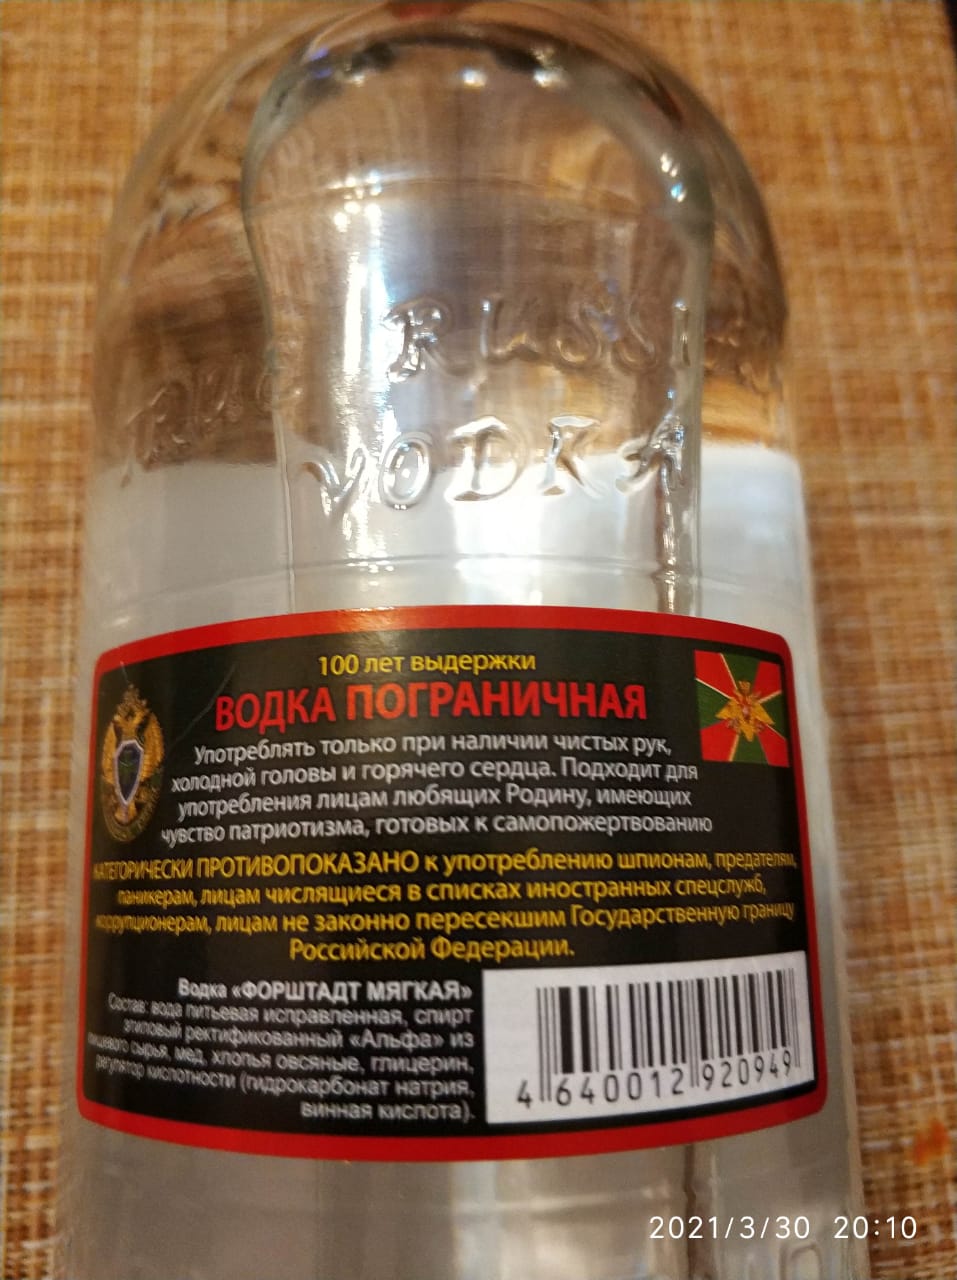 TRUE RUSSIAN
VODKA
100 лет выдержки
ВОДКА ПОГРАНИЧНАЯ
Употреблять только при наличии чистых рук,
холодной головы и горячего сердца. Подходит для
употребления лицам любящих Родину, имеющих
чувство патриотизма, готовых к самопожертвованию
КАТЕГОРИЧЕСКИ ПРОТИВОПОКАЗАНО к употреблению шпионам, предателям,
паникерам, лицам числящиеся в списках иностранных спецслужб,
коррупционерам, лицам не законно пересекшим Государственную границу
Российской Федерации.
Водка «ФОРШТАДТ МЯГКАЯ»
Состав: вода питьевая исправленная, спирт
этиловый ректификованный «Альфа» из
пищевого сырья, мед, хлопья овсяные, глицерин,
регулятор кислотности (гидрокарбонат натрия,
винная кислота).
4 640012 920949
2021/3/30 20:10